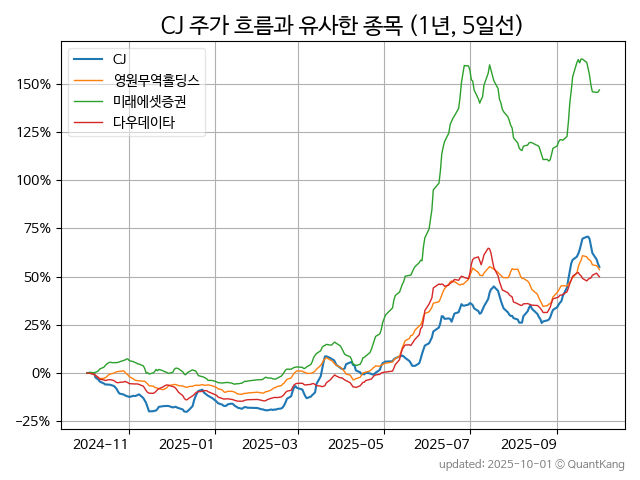 CJ 주가 흐름과 유사한 종목 (1년, 5일선)
CJ
영원무역홀딩스
미래에셋증권
다우데이타
150%
125%
100%
75%
50%
25%
0%
−25%
2024-11
2025-01
2025-03
2025-05
2025-07
2025-09
updated: 2025-10-01 © QuantKang